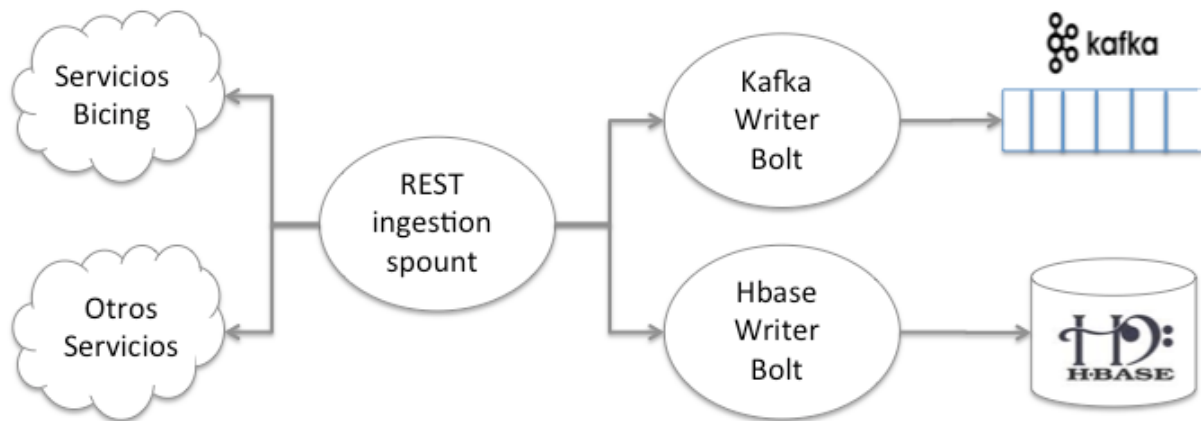 Servicios
Bicing
Otros
Servicios
REST
ingestion
spount
Kafka
Writer
Bolt
Hbase
Writer
Bolt
kafka
H·BASE